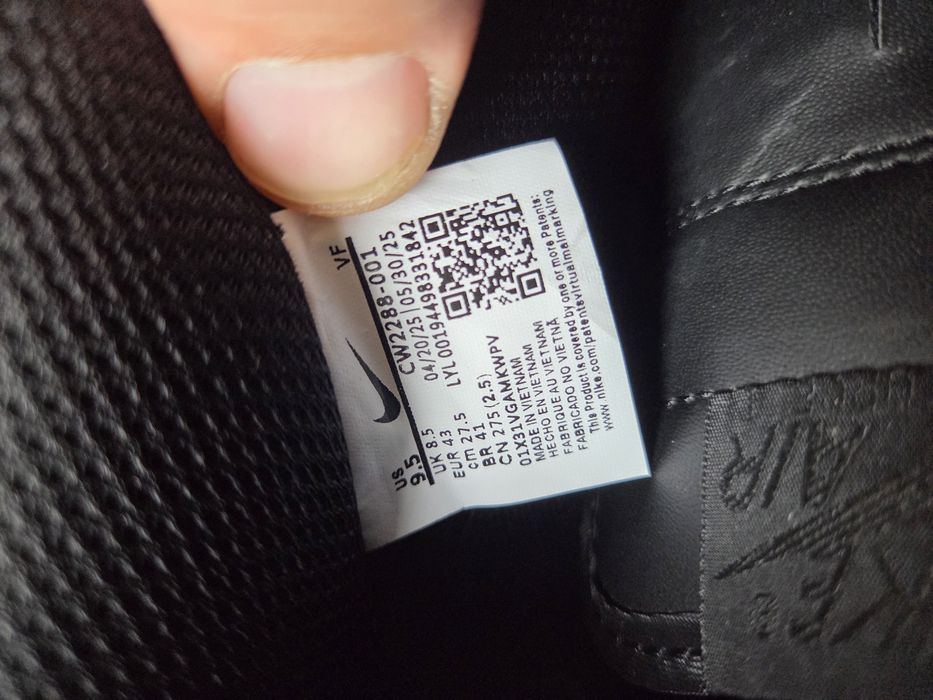 VF
US
9.5
CW2288-001
UK 8.5
04/20/25 | 05/30/25
EUR 43
LYL 00194498331842
cm 27.5
BR 41
CN 275 (2.5)
01X31VGAMKWPV
MADE IN VIETNAM
HECHO EN VIETNAM
FABRIQUE AU VIETNAM
FABRICADO NO VIETNÃ
This Product is covered by one or more Patents:
www.nike.com/patentsvirtualmalmarking
AIR